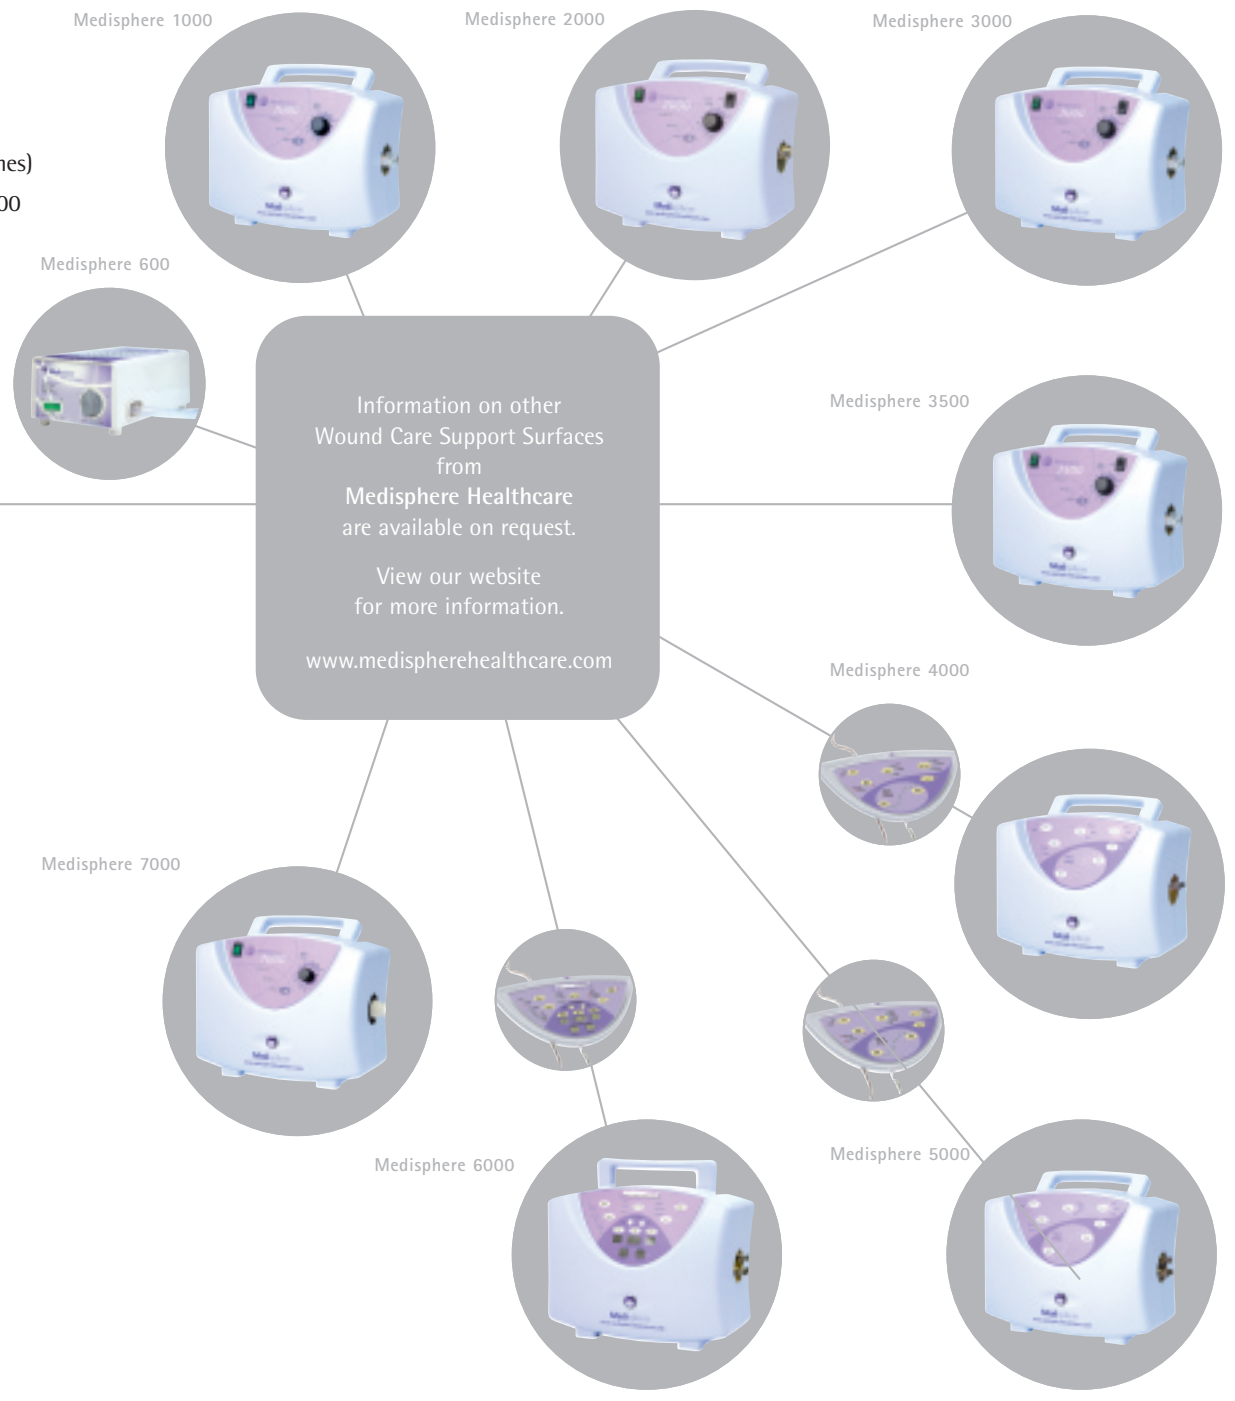 Medisphere 1000
Medisphere 2000
Medisphere 3000
nes)
00
Medisphere 600
Information on other
Wound Care Support Surfaces
from
Medisphere Healthcare
are available on request.
View our website
for more information.
www.medispherehealthcare.com
Medisphere 3500
Medisphere 4000
Medisphere 7000
Medisphere 6000
Medisphere 5000